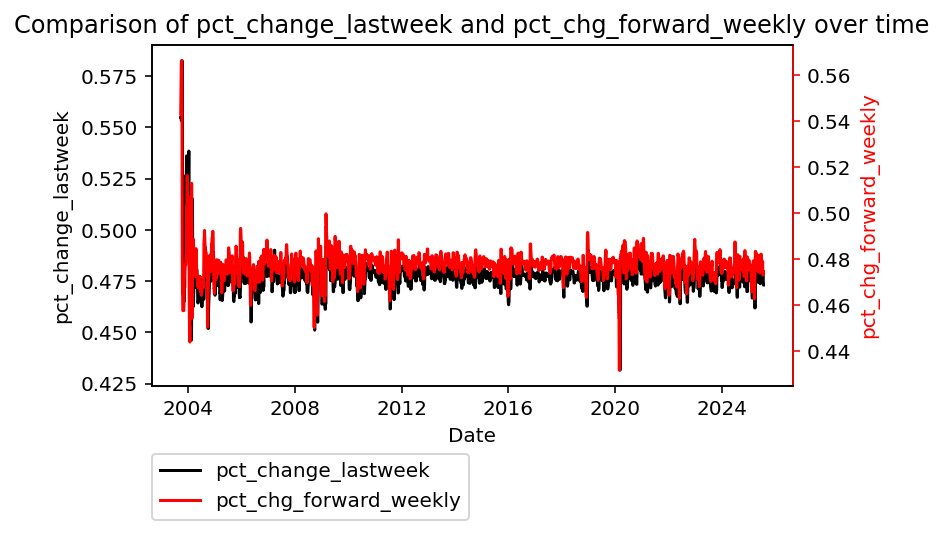 Comparison of pct_change_lastweek and pct_chg_forward_weekly over time
0.575
0.550
0.525
0.500
0.475
0.450
0.425
pct_change_lastweek
0.56
0.54
0.52
0.50
0.48
0.46
0.44
pct_chg_forward_weekly
2004 2008 2012 2016 2020 2024
Date
pct_change_lastweek
pct_chg_forward_weekly